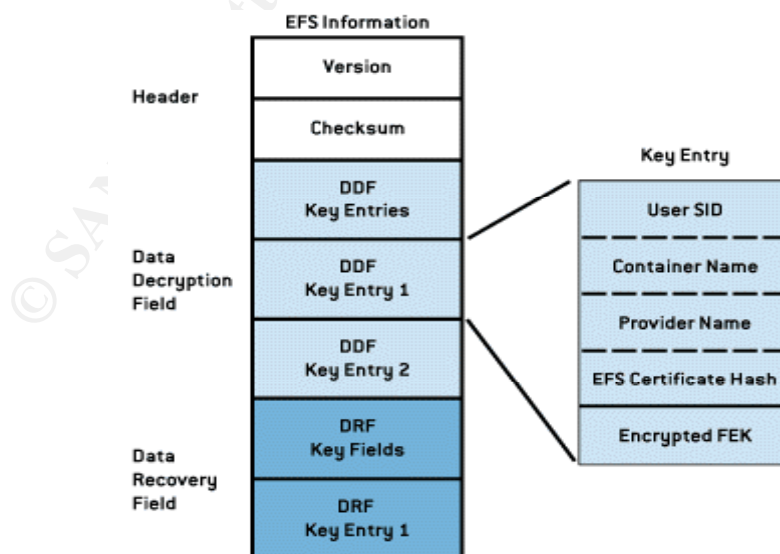 EFS Information
Header
Version
Checksum
Data
Decryption
Field
DDF
Key Entries
DDF
Key Entry 1
DDF
Key Entry 2
Data
Recovery
Field
DRF
Key Fields
DRF
Key Entry 1
Key Entry
User SID
Container Name
Provider Name
EFS Certificate Hash
Encrypted FEK
©